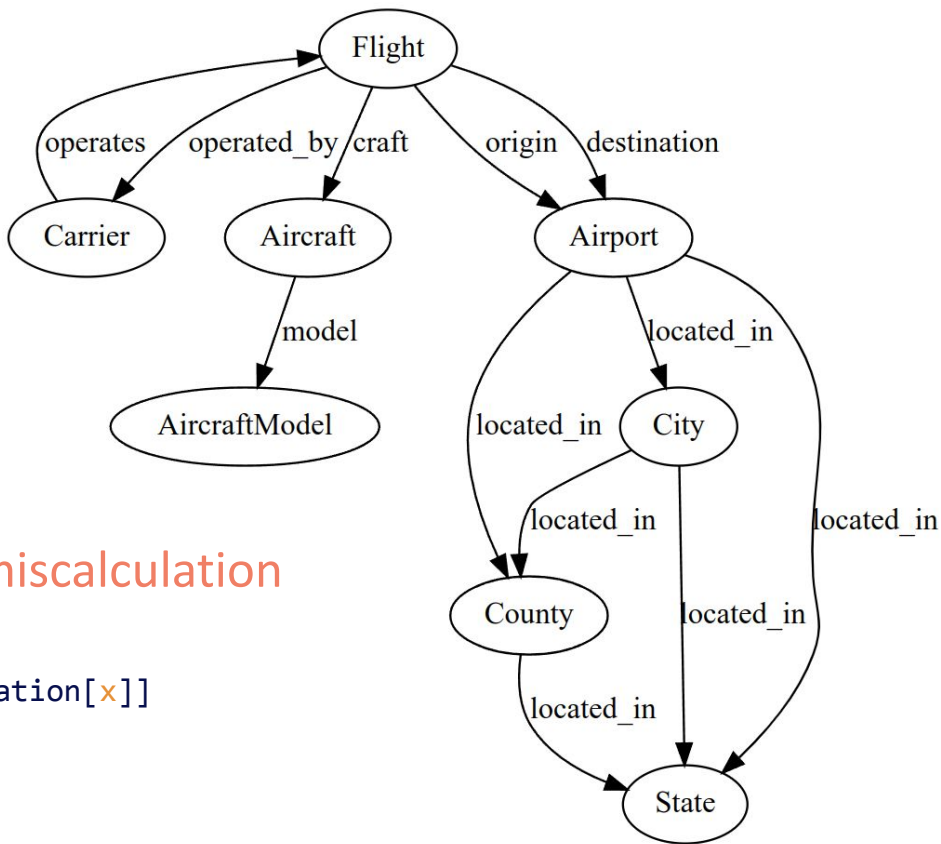 Flight
operates
operated_by
craft
origin
destination
Carrier
Aircraft
Airport
model
located_in
AircraftModel
located_in
City
located_in
located_in
niscalculation
County
located_in
ation[x]]
located_in
State